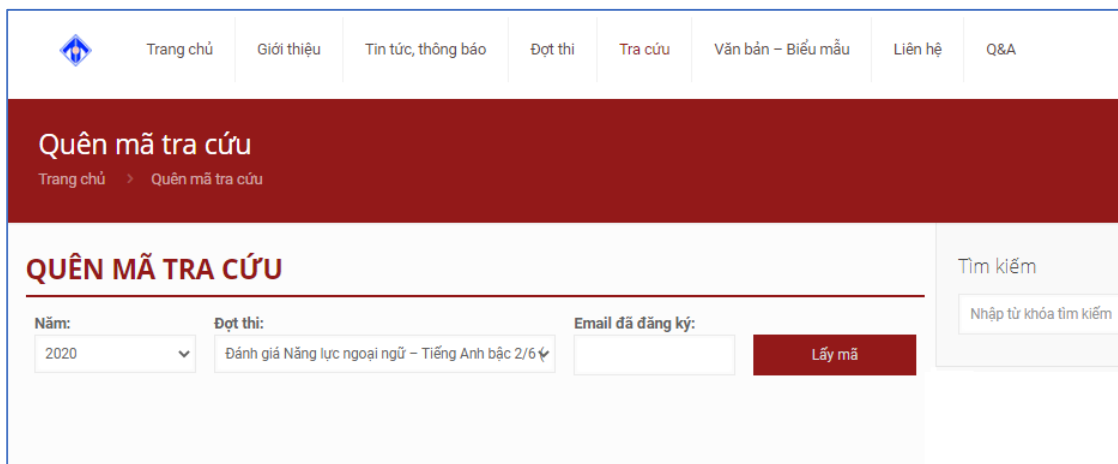 Trang chủ Giới thiệu Tin tức, thông báo Đợt thi Tra cứu Văn bản – Biểu mẫu Liên hệ Q&A
Quên mã tra cứu
Trang chủ > Quên mã tra cứu
QUÊN MÃ TRA CỨU
Năm: Đợt thi: Email đã đăng ký:
2020 Đánh giá Năng lực ngoại ngữ – Tiếng Anh bậc 2/6 ( Lấy mã
Tìm kiếm
Nhập từ khóa tìm kiếm